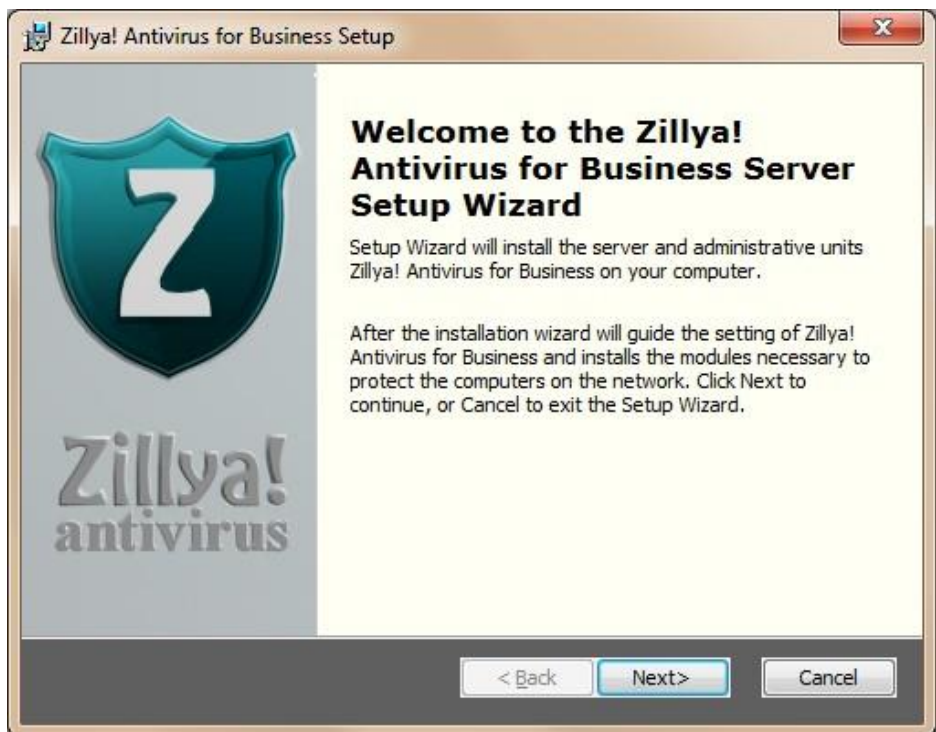 Zillya! Antivirus for Business Setup
Z
Zillya!
antivirus
Welcome to the Zillya!
Antivirus for Business Server
Setup Wizard
Setup Wizard will install the server and administrative units
Zillya! Antivirus for Business on your computer.
After the installation wizard will guide the setting of Zillya!
Antivirus for Business and installs the modules necessary to
protect the computers on the network. Click Next to
continue, or Cancel to exit the Setup Wizard.
< Back
Next>
Cancel